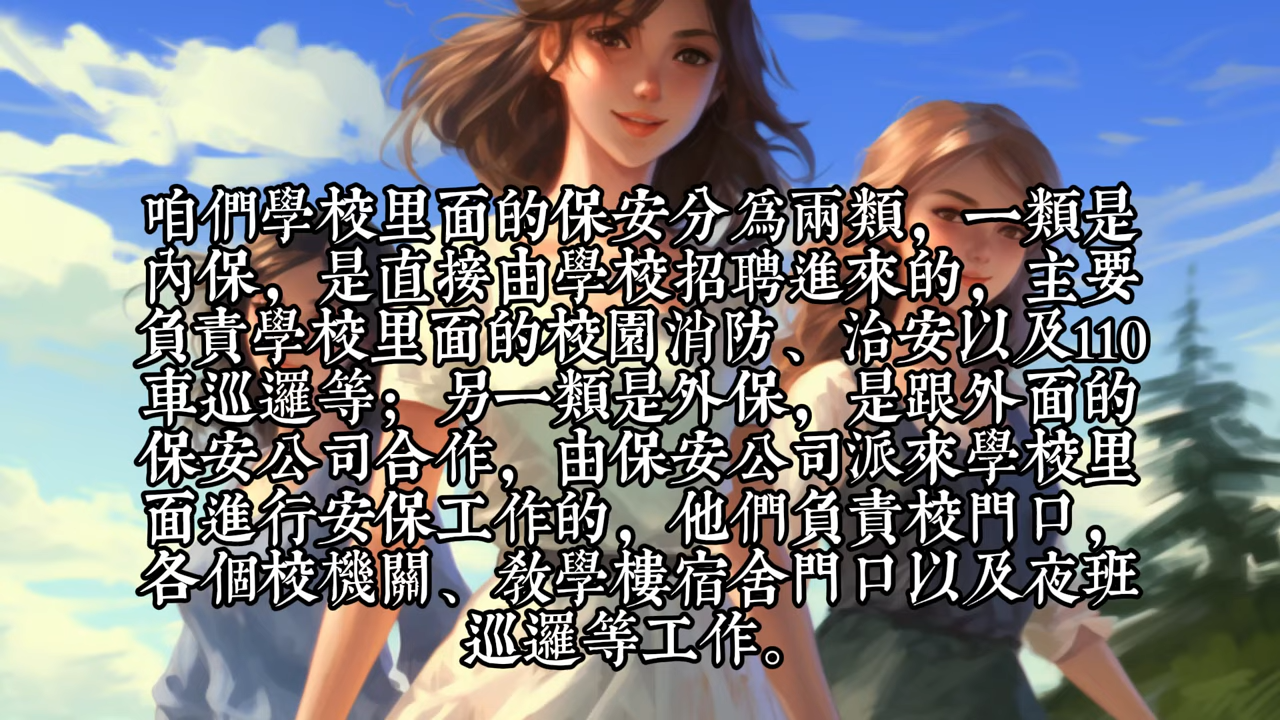 咱們學校里面的保安分爲兩類，一類是
內保，是直接由學校招聘進來的，主要
負責學校里面的校園消防、治安以及110
車巡邏等；另一類是外保，是跟外面的
保安公司合作，由保安公司派來學校里
面進行安保工作的，他們負責校門口，
各個校機關、教學樓宿舍門口以及夜班
巡邏等工作。